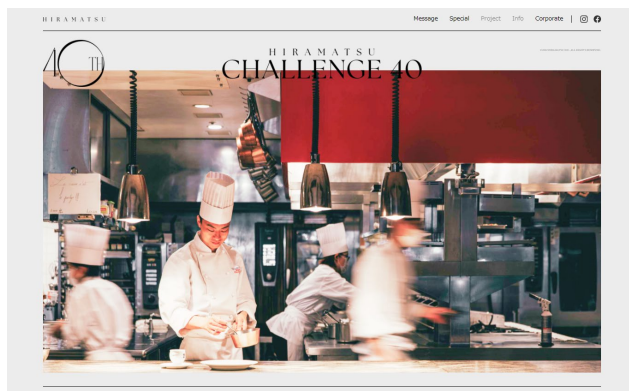 HIRAMATSU
Message Special Project Info Corporate
40TH
HIRAMATSU
CHALLENGE 40